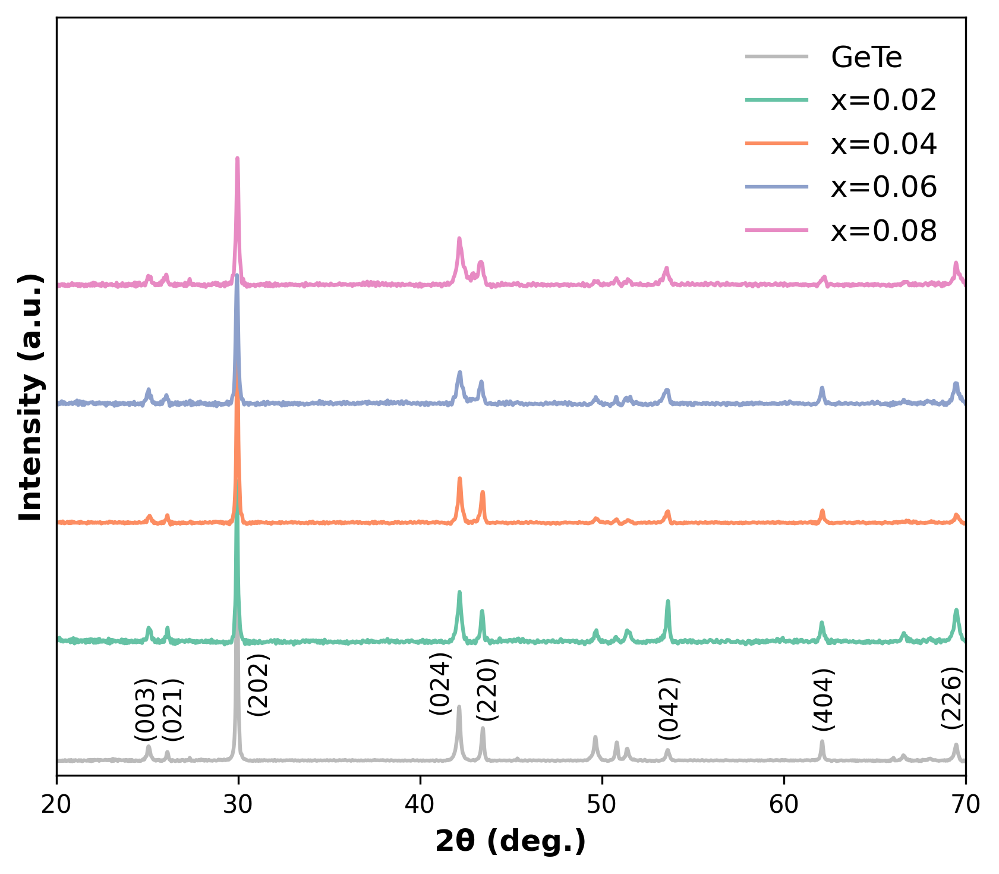 GeTe
x=0.02
x=0.04
x=0.06
x=0.08
Intensity (a.u.)
(003)
(021)
(202)
(024)
(220)
(042)
(404)
(226)
20 30 40 50 60 70
2θ (deg.)